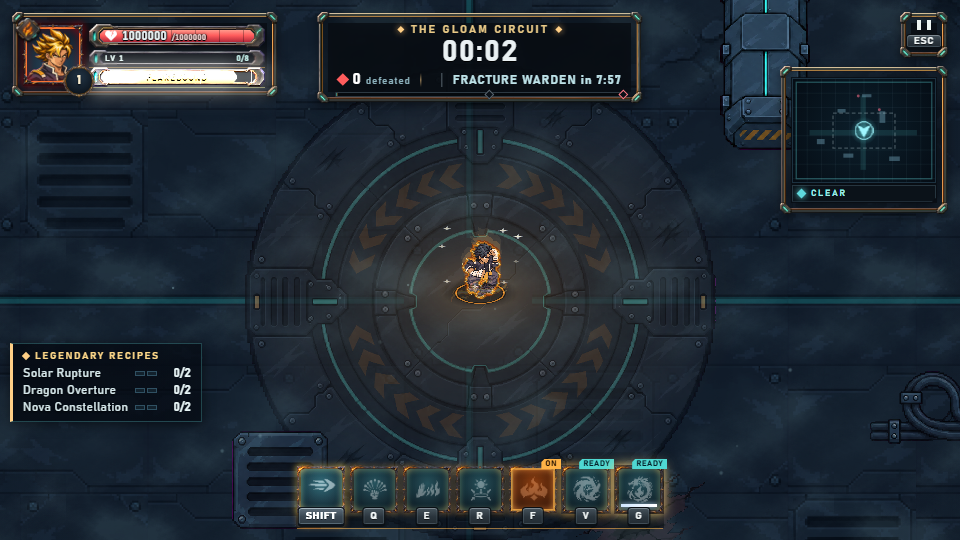 1000000 /1000000
LV 1
0/8
1
THE GLOAM CIRCUIT
00:02
0 defeated
FRACTURE WARDEN in 7:57
ESC
CLEAR
LEGENDARY RECIPES
Solar Rupture 0/2
Dragon Overture 0/2
Nova Constellation 0/2
ON
READY
READY
SHIFT
Q
E
R
F
V
G